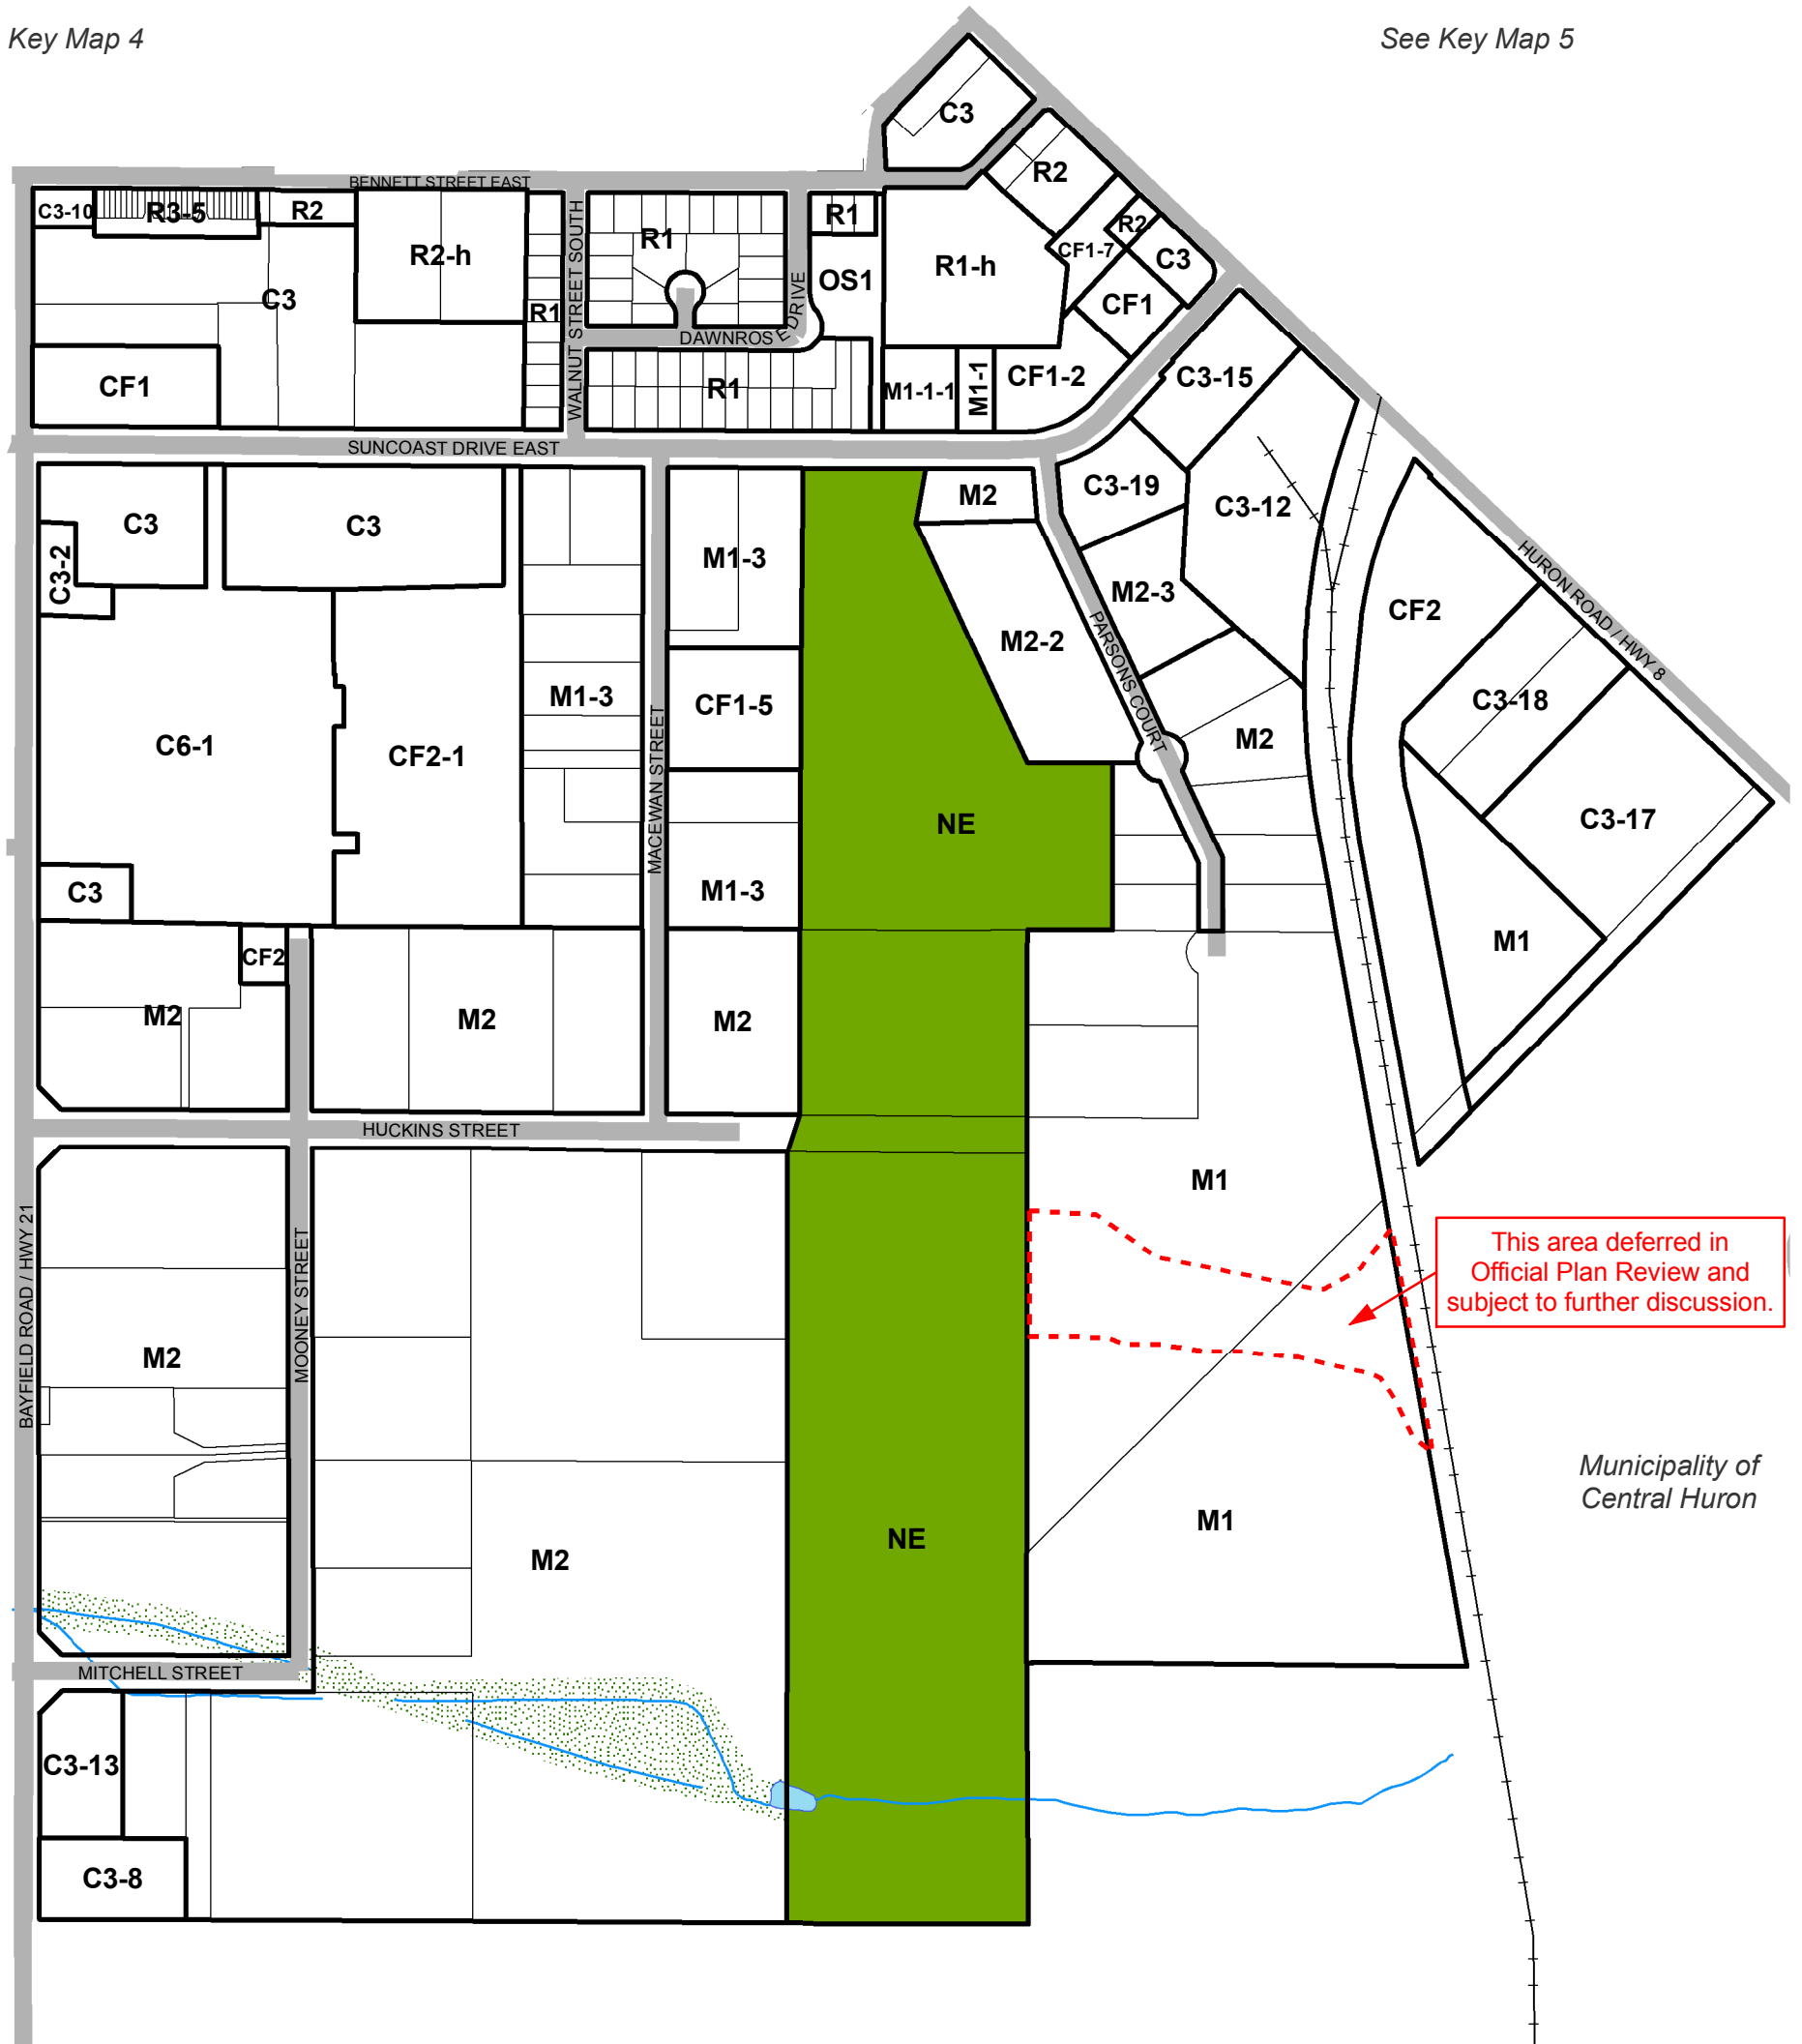 Key Map 4
See Key Map 5
C3
R2
BENNETT STREET EAST
C3-10
R3-5
R2
R1
R2
R1
R2-h
CF1-7
C3
R1-h
OS1
C3
R1
CF1
WALNUT STREET SOUTH
DAWNROSE DRIVE
CF1
R1
M1-1-1
M1-1
CF1-2
C3-15
SUNCOAST DRIVE EAST
C3-19
M2
C3-12
C3
C3
C3-2
M1-3
HURON ROAD / HWY 8
M2-3
CF2
M2-2
PARSONS COURT
M1-3
CF1-5
C3-18
C6-1
CF2-1
M2
MACEWAN STREET
NE
C3-17
C3
M1-3
M1
CF2
M2
M2
M2
HUCKINS STREET
M1
This area deferred in
Official Plan Review and
subject to further discussion.
BAYFIELD ROAD / HWY 21
MOONEY STREET
M2
Municipality of
Central Huron
M1
NE
M2
MITCHELL STREET
C3-13
C3-8